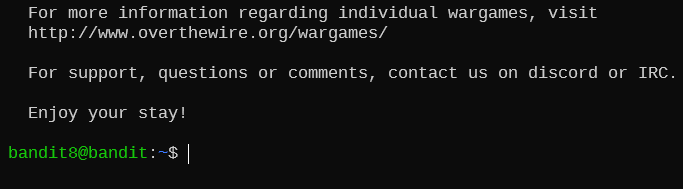 For more information regarding individual wargames, visit
http://www.overthewire.org/wargames/
For support, questions or comments, contact us on discord or IRC.
Enjoy your stay!
bandit8@bandit:~$